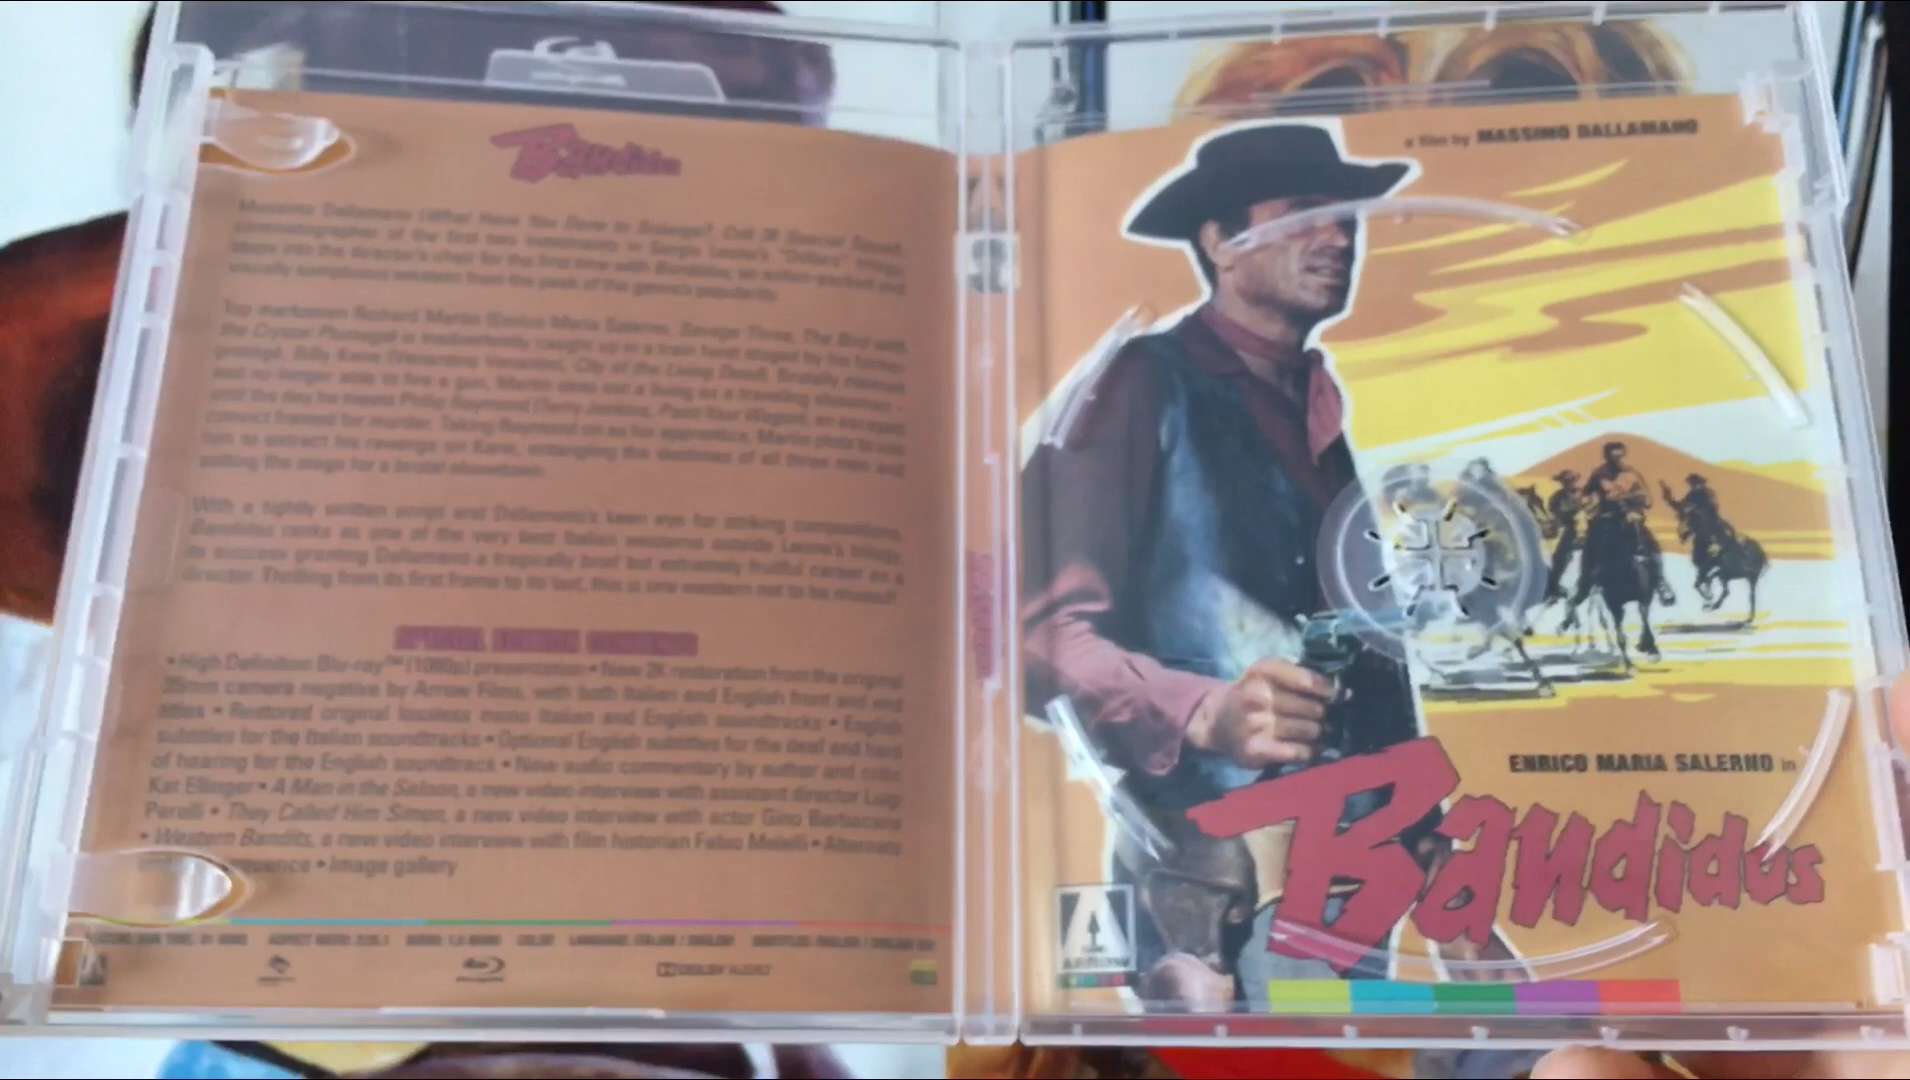 Bandidos
Massimo Dallamano (What Have You Done to Solange?, Colt 38 Special Squad),
cinematographer of the first two instalments in Sergio Leone's "Dollars" trilogy,
steps into the director's chair for the first time with Bandidos, an action-packed and
visually sumptuous western from the peak of the genre's popularity.
Top marksman Richard Martin (Enrico Maria Salerno, Savage Three, The Bird with
the Crystal Plumage) is inadvertently caught up in a train heist staged by his former
protégé, Billy Kane (Venantino Venantini, City of the Living Dead). Brutally maimed
and no longer able to fire a gun, Martin ekes out a living as a traveling showman -
until the day he meets Philip Raymond (Terry Jenkins, Paint Your Wagon), an escaped
convict framed for murder. Taking Raymond on as his apprentice, Martin plots to use
him to extract his revenge on Kane, entangling the destinies of all three men and
setting the stage for a brutal showdown.
With a tightly written script and Dallamano's keen eye for striking compositions,
Bandidos ranks as one of the very best Italian westerns outside Leone's trilogy,
its success granting Dallamano a tragically brief but extremely fruitful career as a
director. Thrilling from its first frame to its last, this is one western not to be missed!
SPECIAL EDITION CONTENTS
• High Definition Blu-ray™ (1080p) presentation • New 2K restoration from the original
35mm camera negative by Arrow Films, with both Italian and English front and end
titles • Restored original lossless mono Italian and English soundtracks • English
subtitles for the Italian soundtracks • Optional English subtitles for the deaf and hard
of hearing for the English soundtrack • New audio commentary by author and critic
Kat Ellinger • A Man in the Saloon, a new video interview with assistant director Luigi
Perelli • They Called Him Simon, a new video interview with actor Gino Barbacane
• Western Bandits, a new video interview with film historian Fabio Melelli • Alternate
• Image gallery
COLOR
DOLBY AUDIO
BANDIDOS
a film by MASSIMO DALLAMANO
ENRICO MARIA SALERNO in
Bandidos
ARROW